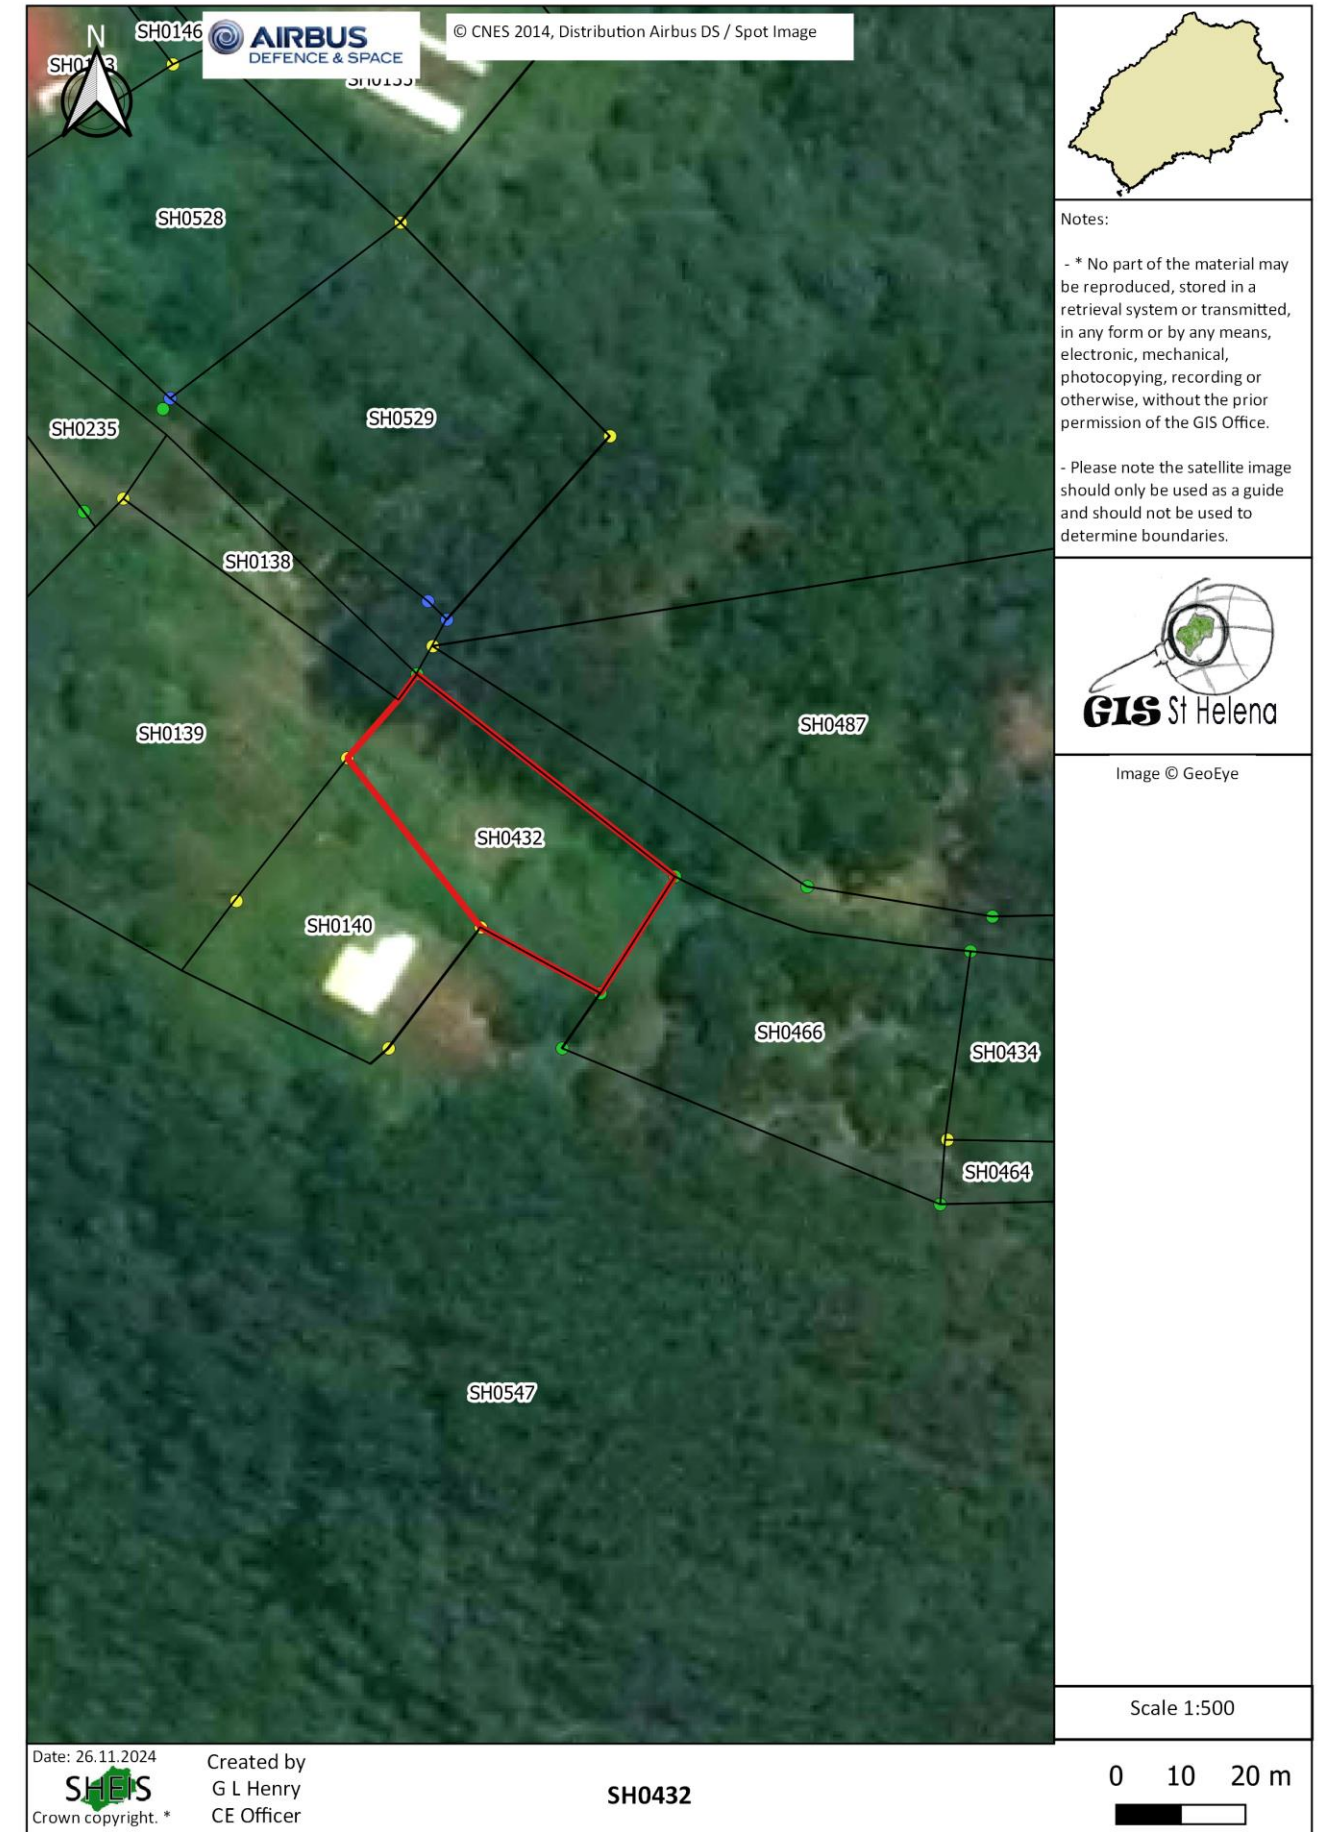 N
SH0146
AIRBUS
DEFENCE & SPACE
© CNES 2014, Distribution Airbus DS / Spot Image
SH0528
SH0529
SH0235
SH0138
SH0139
SH0487
SH0432
SH0140
SH0466
SH0434
SH0464
SH0547
Notes:
- * No part of the material may
be reproduced, stored in a
retrieval system or transmitted,
in any form or by any means,
electronic, mechanical,
photocopying, recording or
otherwise, without the prior
permission of the GIS Office.
- Please note the satellite image
should only be used as a guide
and should not be used to
determine boundaries.
GIS St Helena
Image © GeoEye
Scale 1:500
Date: 26.11.2024
SHEIS
Crown copyright. *
Created by
G L Henry
CE Officer
SH0432
0 10 20 m